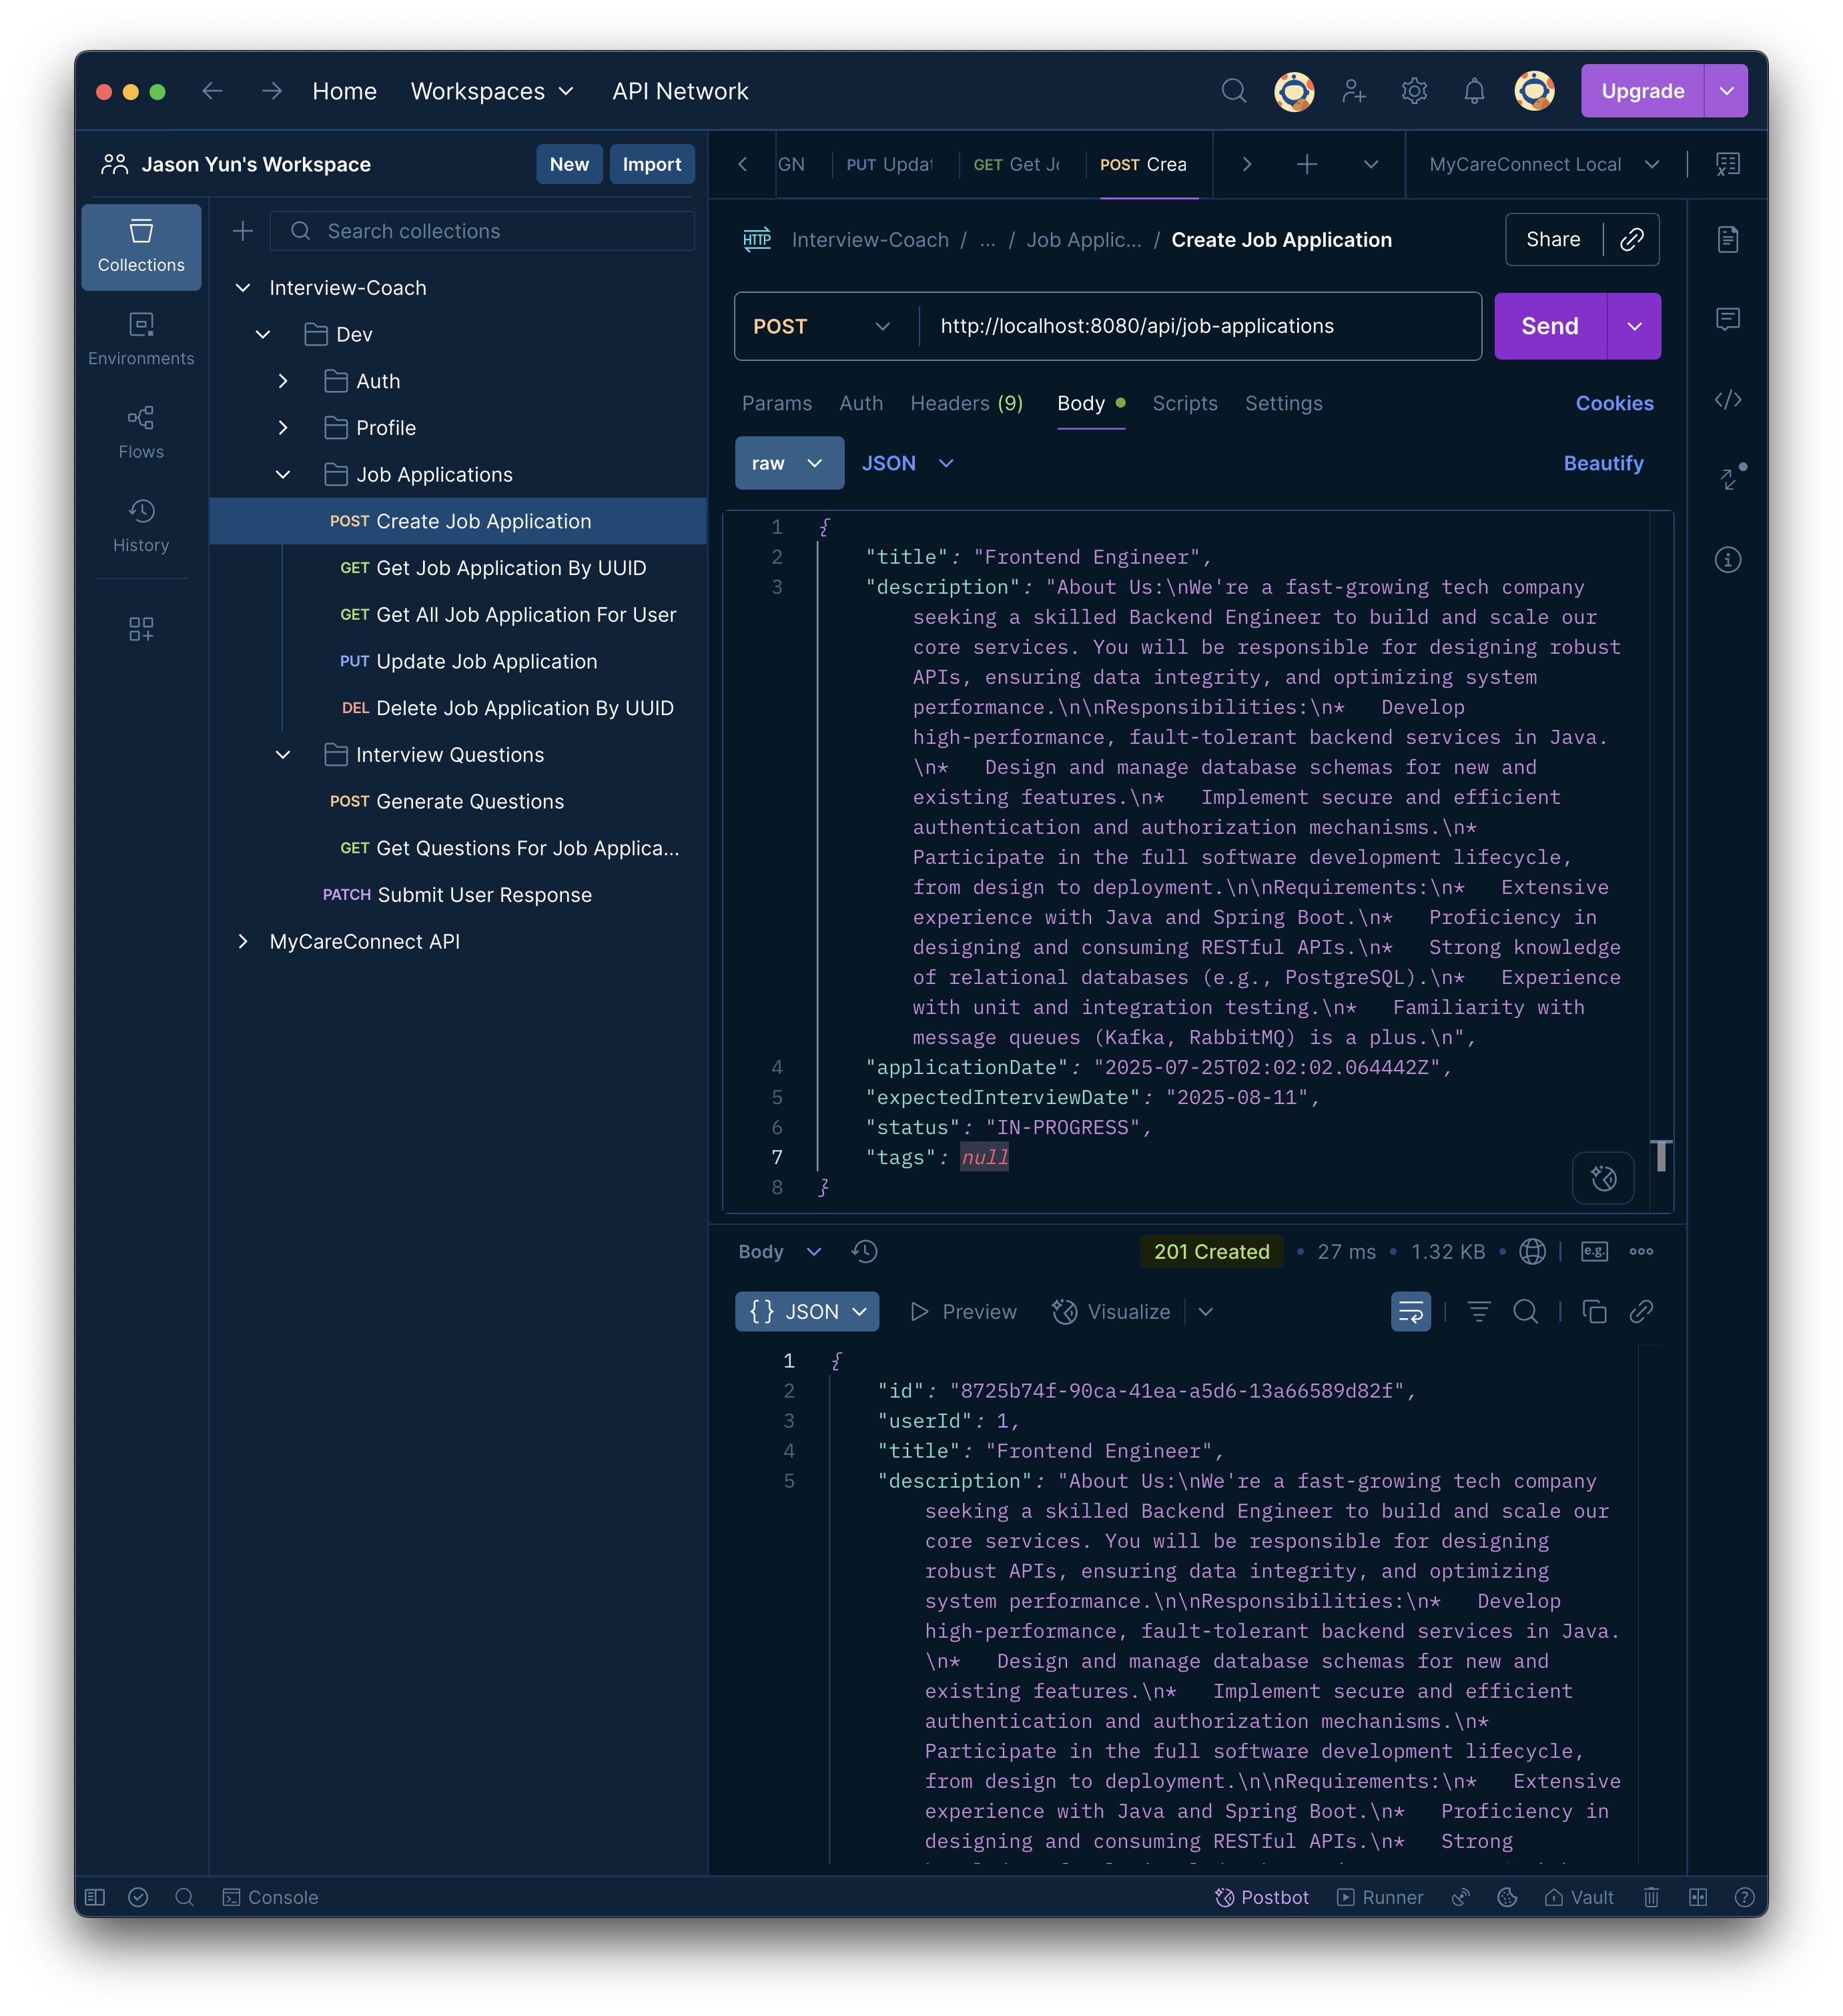 Home
Workspaces
API Network
Upgrade
Jason Yun's Workspace
New
Import
GN
PUT Updat
GET Get Jo
POST Crea
MyCareConnect Local
Collections
Environments
Flows
History
Search collections
Interview-Coach
Dev
Auth
Profile
Job Applications
POST Create Job Application
GET Get Job Application By UUID
GET Get All Job Application For User
PUT Update Job Application
DEL Delete Job Application By UUID
Interview Questions
POST Generate Questions
GET Get Questions For Job Applica...
PATCH Submit User Response
MyCareConnect API
HTTP Interview-Coach / ... / Job Applic... / Create Job Application
Share
POST http://localhost:8080/api/job-applications
Send
Params Auth Headers (9) Body Scripts Settings Cookies
raw JSON Beautify
1 {
2 "title": "Frontend Engineer",
3 "description": "About Us:\nWe're a fast-growing tech company
seeking a skilled Backend Engineer to build and scale our
core services. You will be responsible for designing robust
APIs, ensuring data integrity, and optimizing system
performance.\n\nResponsibilities:\n*   Develop
high-performance, fault-tolerant backend services in Java.
\n*   Design and manage database schemas for new and
existing features.\n*   Implement secure and efficient
authentication and authorization mechanisms.\n*
Participate in the full software development lifecycle,
from design to deployment.\n\nRequirements:\n*   Extensive
experience with Java and Spring Boot.\n*   Proficiency in
designing and consuming RESTful APIs.\n*   Strong knowledge
of relational databases (e.g., PostgreSQL).\n*   Experience
with unit and integration testing.\n*   Familiarity with
message queues (Kafka, RabbitMQ) is a plus.\n",
4 "applicationDate": "2025-07-25T02:02:02.064442Z",
5 "expectedInterviewDate": "2025-08-11",
6 "status": "IN-PROGRESS",
7 "tags": null
8 }
Body
201 Created • 27 ms • 1.32 KB •
e.g.
{} JSON Preview Visualize
1 {
2 "id": "8725b74f-90ca-41ea-a5d6-13a66589d82f",
3 "userId": 1,
4 "title": "Frontend Engineer",
5 "description": "About Us:\nWe're a fast-growing tech company
seeking a skilled Backend Engineer to build and scale our
core services. You will be responsible for designing
robust APIs, ensuring data integrity, and optimizing
system performance.\n\nResponsibilities:\n*   Develop
high-performance, fault-tolerant backend services in Java.
\n*   Design and manage database schemas for new and
existing features.\n*   Implement secure and efficient
authentication and authorization mechanisms.\n*
Participate in the full software development lifecycle,
from design to deployment.\n\nRequirements:\n*   Extensive
experience with Java and Spring Boot.\n*   Proficiency in
designing and consuming RESTful APIs.\n*   Strong
Console
Postbot
Runner
Vault